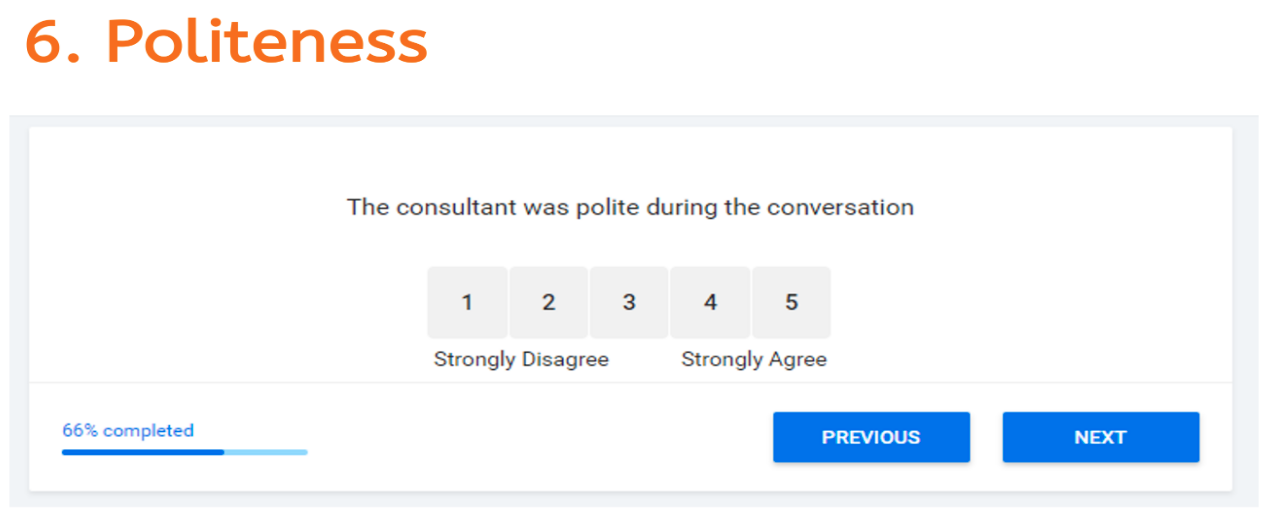 6. Politeness
The consultant was polite during the conversation
1 2 3 4 5
Strongly Disagree Strongly Agree
66% completed
PREVIOUS NEXT